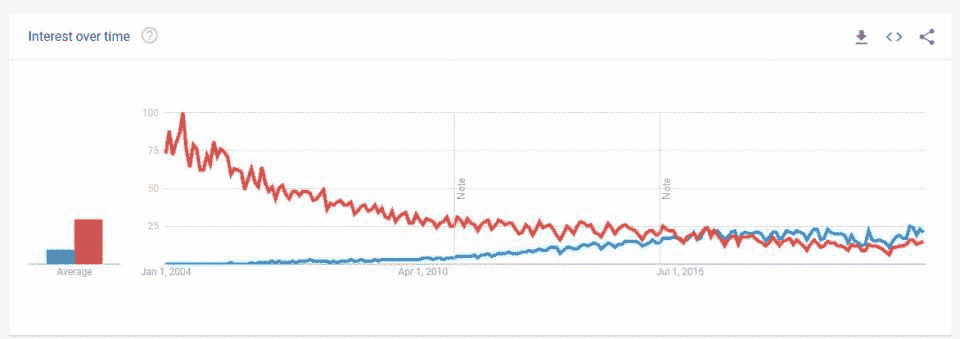 Interest over time
100
75
50
25
Note
Note
Average
Jan 1, 2004
Apr 1, 2010
Jul 1, 2015